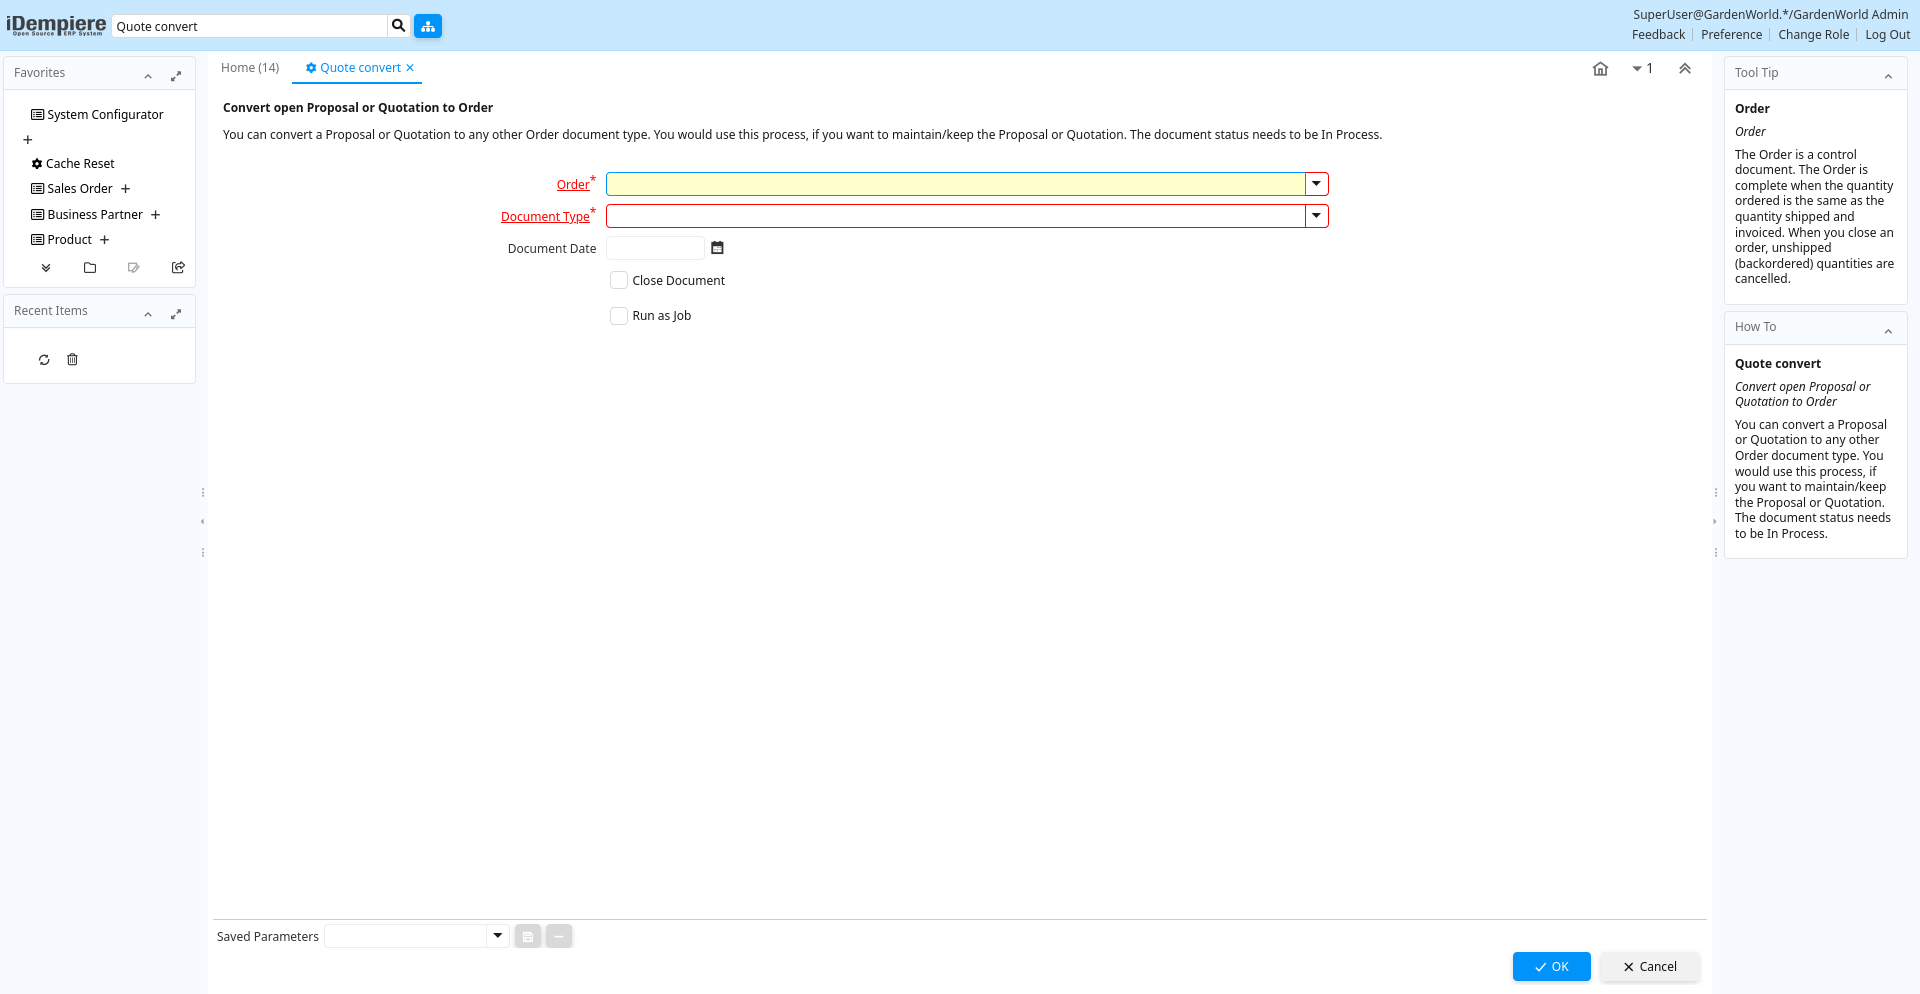 iDempiere
Open Source ERP System
Quote convert
SuperUser@GardenWorld.*/GardenWorld Admin
Feedback
Preference
Change Role
Log Out
Favorites
System Configurator
Cache Reset
Sales Order
Business Partner
Product
Recent Items
Home (14)
Quote convert
1
Convert open Proposal or Quotation to Order
You can convert a Proposal or Quotation to any other Order document type. You would use this process, if you want to maintain/keep the Proposal or Quotation. The document status needs to be In Process.
Order*
Document Type*
Document Date
Close Document
Run as Job
Saved Parameters
OK
Cancel
Tool Tip
Order
Order
The Order is a control
document. The Order is
complete when the quantity
ordered is the same as the
quantity shipped and
invoiced. When you close an
order, unshipped
(backordered) quantities are
cancelled.
How To
Quote convert
Convert open Proposal or
Quotation to Order
You can convert a Proposal
or Quotation to any other
Order document type. You
would use this process, if
you want to maintain/keep
the Proposal or Quotation.
The document status needs
to be In Process.